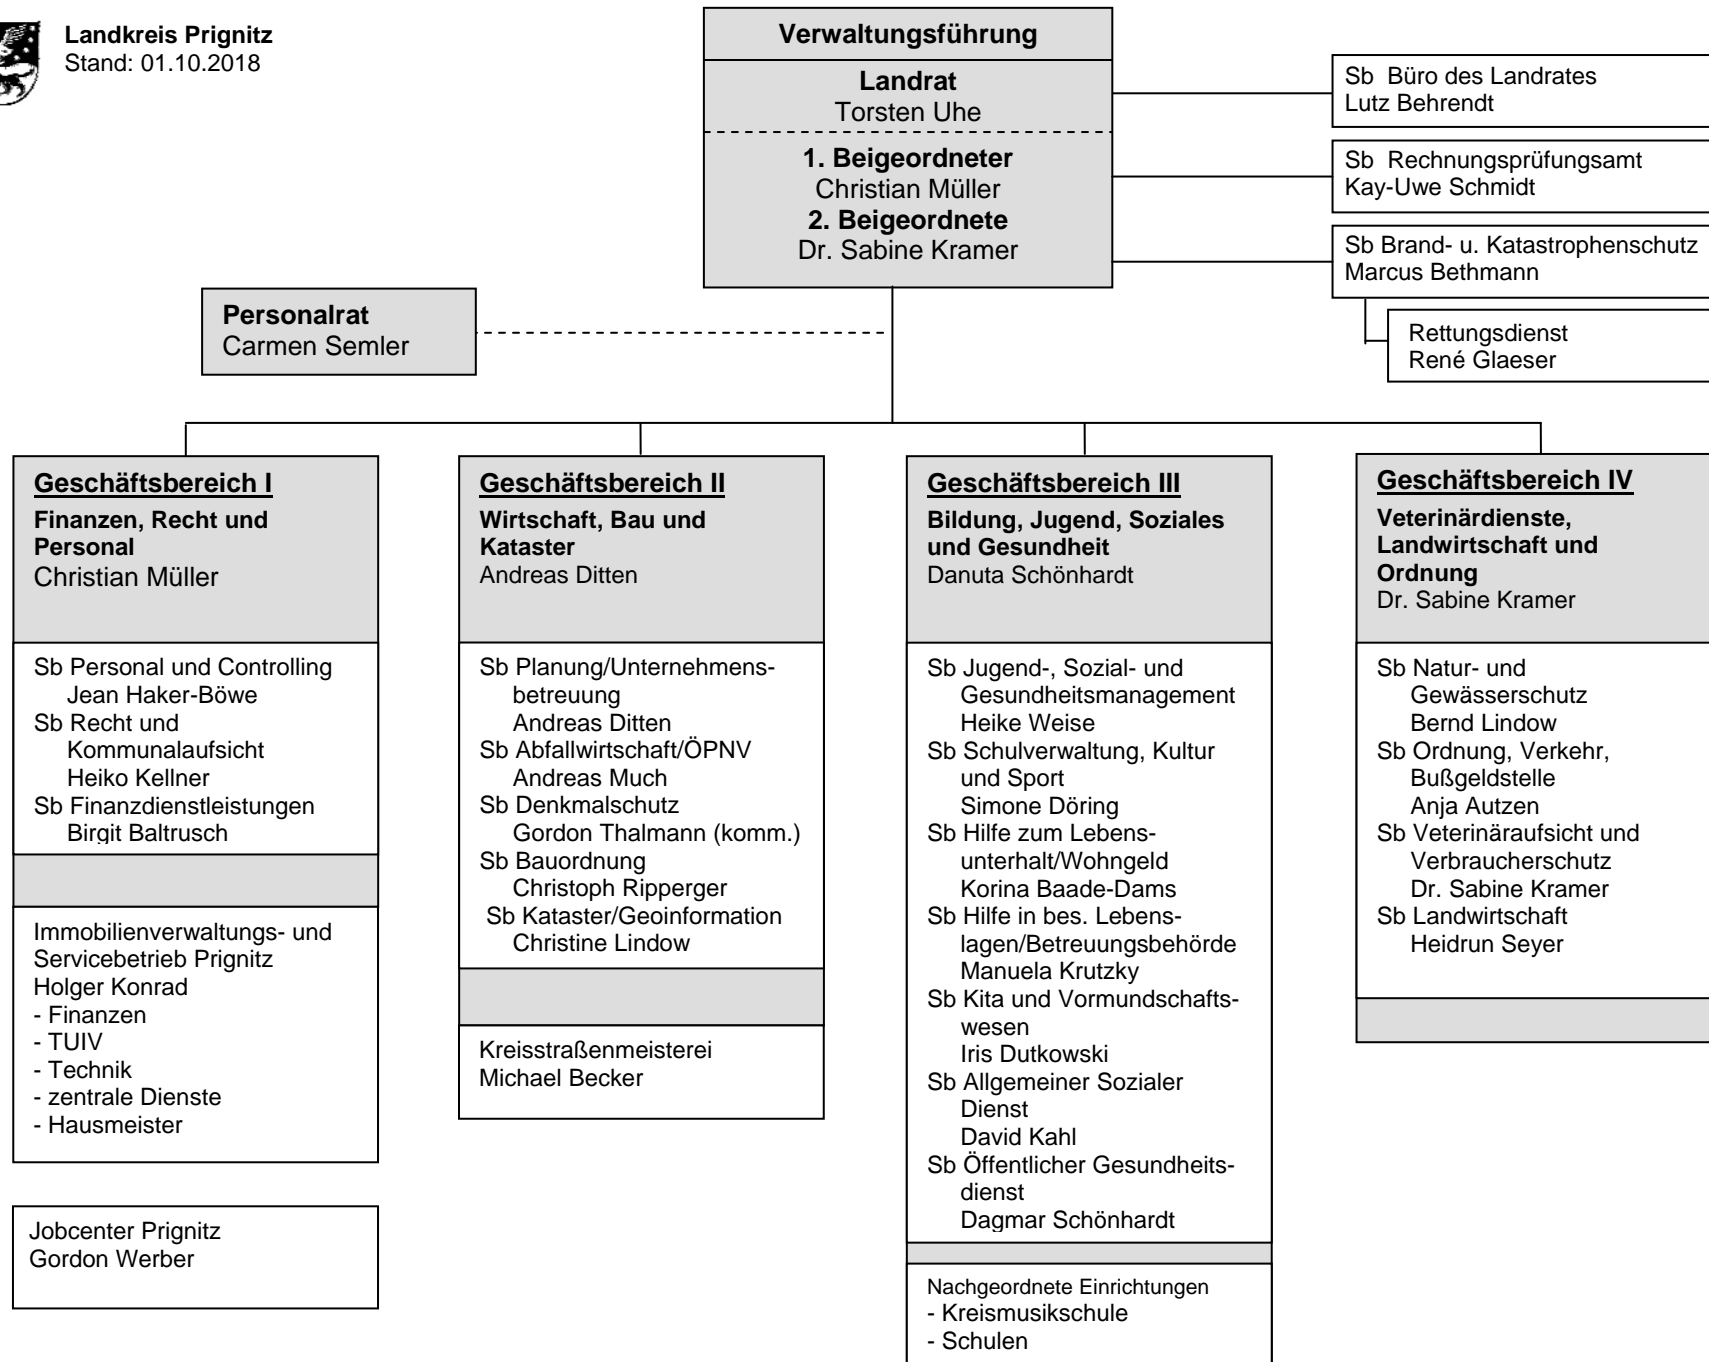 Landkreis Prignitz
Stand: 01.10.2018
Verwaltungsführung
Landrat
Torsten Uhe
1. Beigeordneter
Christian Müller
2. Beigeordnete
Dr. Sabine Kramer
Sb Büro des Landrates
Lutz Behrendt
Sb Rechnungsprüfungsamt
Kay-Uwe Schmidt
Sb Brand- u. Katastrophenschutz
Marcus Bethmann
Rettungsdienst
René Glaeser
Personalrat
Carmen Semler
Geschäftsbereich I
Finanzen, Recht und
Personal
Christian Müller
Sb Personal und Controlling
Jean Haker-Böwe
Sb Recht und
Kommunalaufsicht
Heiko Kellner
Sb Finanzdienstleistungen
Birgit Baltrusch
Immobilienverwaltungs- und
Servicebetrieb Prignitz
Holger Konrad
- Finanzen
- TUIV
- Technik
- zentrale Dienste
- Hausmeister
Jobcenter Prignitz
Gordon Werber
Geschäftsbereich II
Wirtschaft, Bau und
Kataster
Andreas Ditten
Sb Planung/Unternehmens-
betreuung
Andreas Ditten
Sb Abfallwirtschaft/ÖPNV
Andreas Much
Sb Denkmalschutz
Gordon Thalmann (komm.)
Sb Bauordnung
Christoph Ripperger
Sb Kataster/Geoinformation
Christine Lindow
Kreisstraßenmeisterei
Michael Becker
Geschäftsbereich III
Bildung, Jugend, Soziales
und Gesundheit
Danuta Schönhardt
Sb Jugend-, Sozial- und
Gesundheitsmanagement
Heike Weise
Sb Schulverwaltung, Kultur
und Sport
Simone Döring
Sb Hilfe zum Lebens-
unterhalt/Wohngeld
Korina Baade-Dams
Sb Hilfe in bes. Lebens-
lagen/Betreuungsbehörde
Manuela Krutzky
Sb Kita und Vormundschafts-
wesen
Iris Dutkowski
Sb Allgemeiner Sozialer
Dienst
David Kahl
Sb Öffentlicher Gesundheits-
dienst
Dagmar Schönhardt
Nachgeordnete Einrichtungen
- Kreismusikschule
- Schulen
Geschäftsbereich IV
Veterinärdienste,
Landwirtschaft und
Ordnung
Dr. Sabine Kramer
Sb Natur- und
Gewässerschutz
Bernd Lindow
Sb Ordnung, Verkehr,
Bußgeldstelle
Anja Autzen
Sb Veterinäraufsicht und
Verbraucherschutz
Dr. Sabine Kramer
Sb Landwirtschaft
Heidrun Seyer